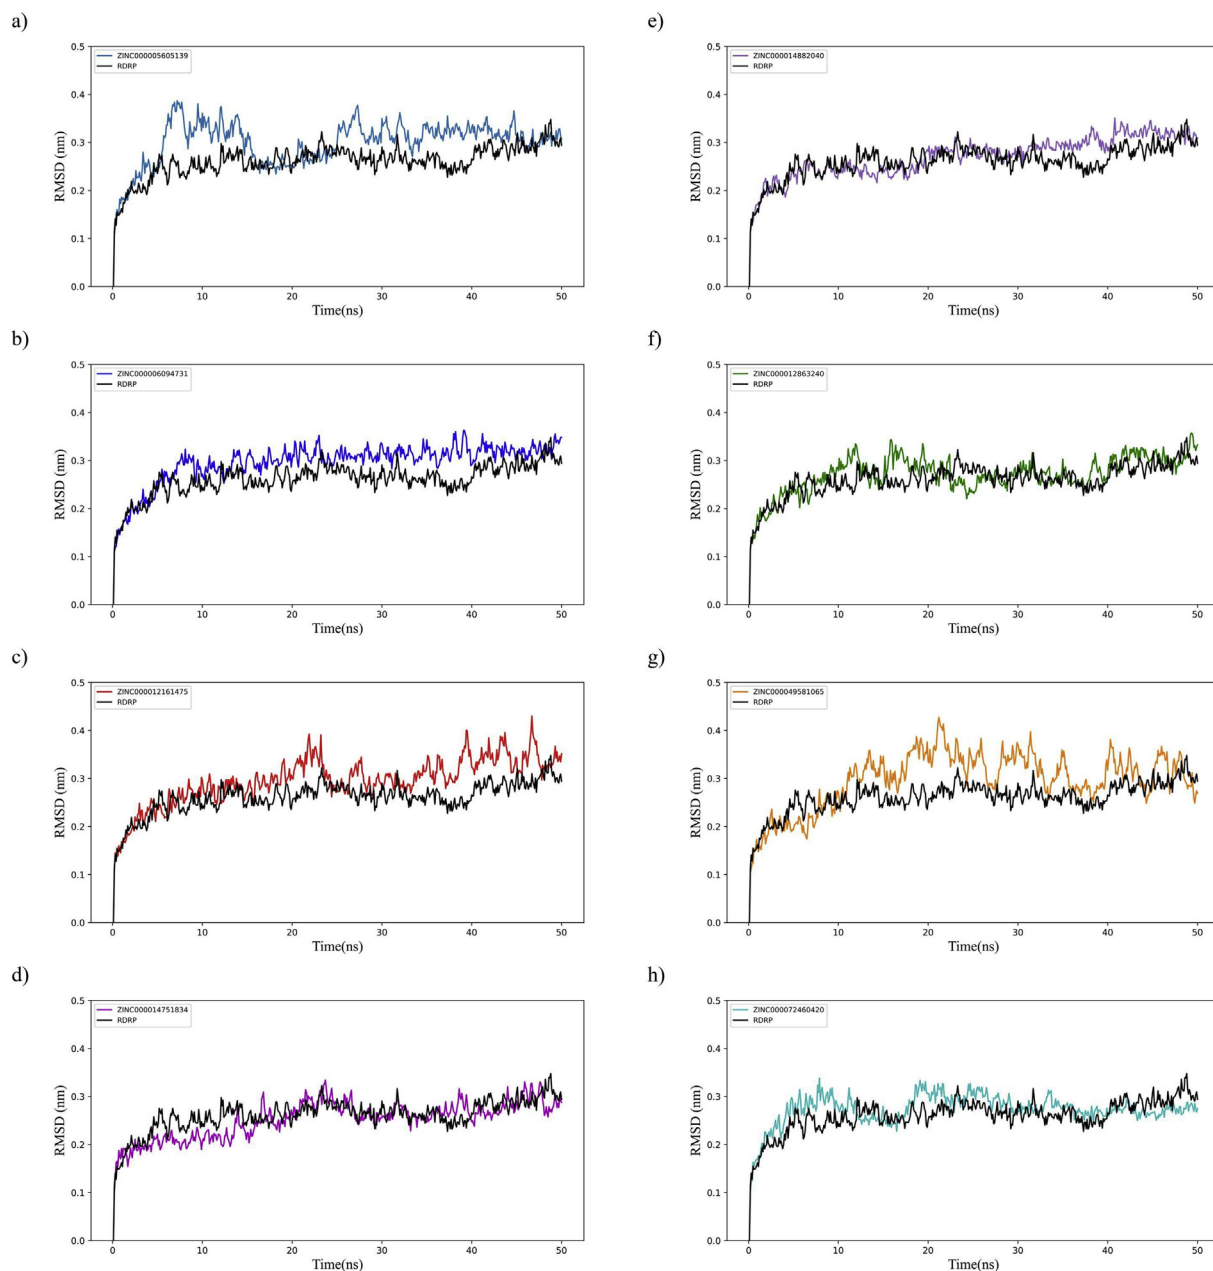 a)
0.5
0.4
0.3
0.2
0.1
0.0
RMSD (nm)
ZINC000005605139
RDRP
0 10 20 30 40 50
Time(ns)
b)
0.5
0.4
0.3
0.2
0.1
0.0
RMSD (nm)
ZINC000006094731
RDRP
0 10 20 30 40 50
Time(ns)
c)
0.5
0.4
0.3
0.2
0.1
0.0
RMSD (nm)
ZINC000012161475
RDRP
0 10 20 30 40 50
Time(ns)
d)
0.5
0.4
0.3
0.2
0.1
0.0
RMSD (nm)
ZINC000014751834
RDRP
0 10 20 30 40 50
Time(ns)
e)
0.5
0.4
0.3
0.2
0.1
0.0
RMSD (nm)
ZINC000014882040
RDRP
0 10 20 30 40 50
Time(ns)
f)
0.5
0.4
0.3
0.2
0.1
0.0
RMSD (nm)
ZINC000012863240
RDRP
0 10 20 30 40 50
Time(ns)
g)
0.5
0.4
0.3
0.2
0.1
0.0
RMSD (nm)
ZINC000049581065
RDRP
0 10 20 30 40 50
Time(ns)
h)
0.5
0.4
0.3
0.2
0.1
0.0
RMSD (nm)
ZINC000072460420
RDRP
0 10 20 30 40 50
Time(ns)